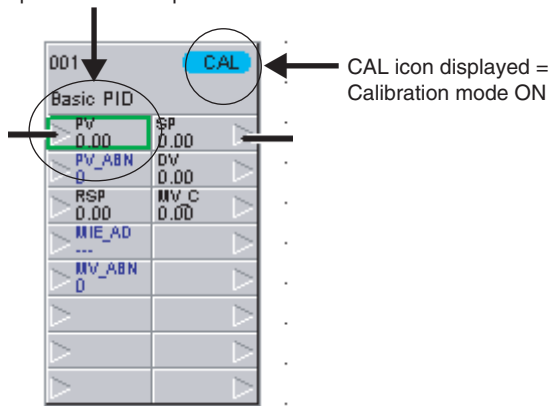 001 CAL
CAL icon displayed =
Calibration mode ON
Basic PID
PV SP
0.00 0.00
PV_ABN DV
0 0.00
RSP MV_C
0.00 0.00
MIE_AD
---
MV_ABN
0